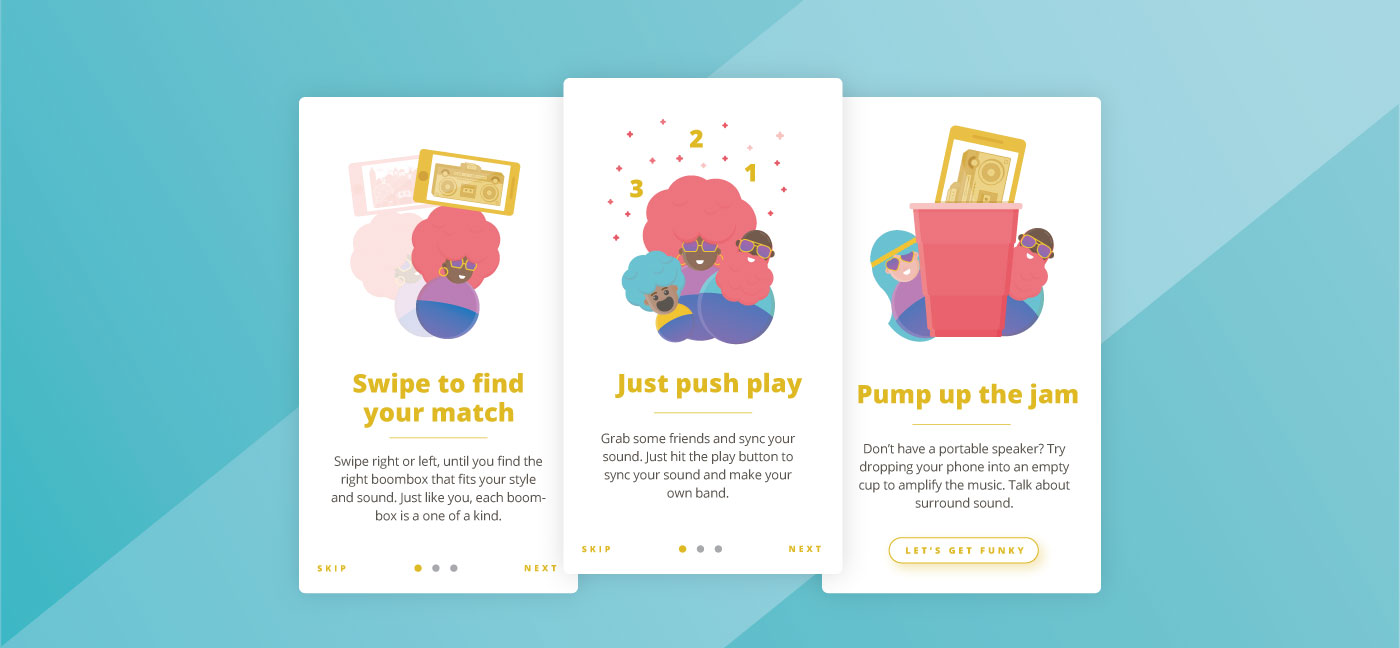 Swipe to find
your match
Swipe right or left, until you find the
right boombox that fits your style
and sound. Just like you, each boom-
box is a one of a kind.
SKIP
NEXT
2
1
3
Just push play
Grab some friends and sync your
sound. Just hit the play button to
sync your sound and make your
own band.
SKIP
NEXT
Pump up the jam
Don’t have a portable speaker? Try
dropping your phone into an empty
cup to amplify the music. Talk about
surround sound.
LET'S GET FUNKY